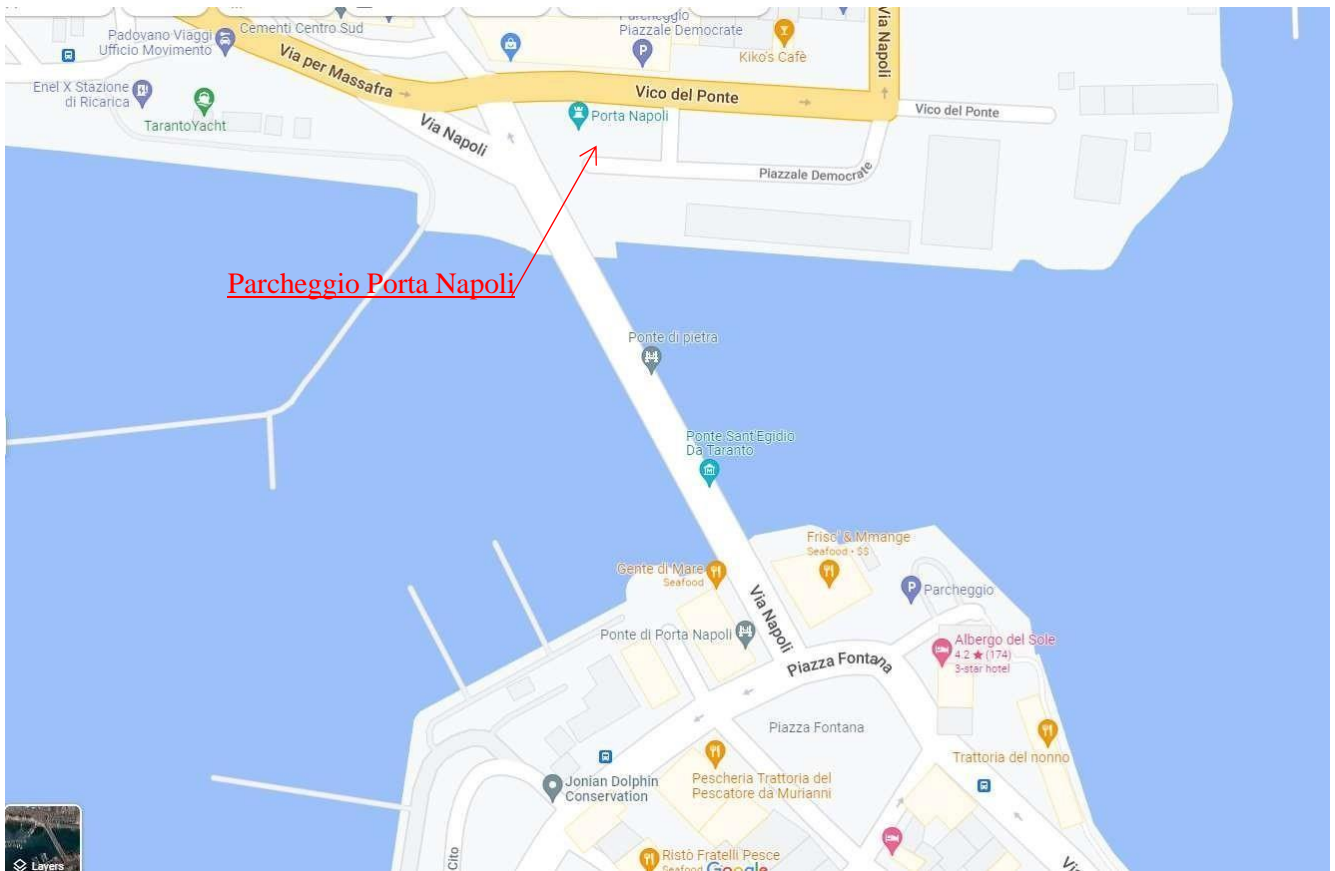 Parcheggio
Piazzale Democrate
Padovano Viaggi
Ufficio Movimento
Cementi Centro Sud
Kiko's Cafè
Via Napoli
Via per Massafra
Enel X Stazione
di Ricarica
TarantoYacht
Vico del Ponte
Vico del Ponte
Porta Napoli
Via Napoli
Piazzale Democrate
Parcheggio Porta Napoli
Ponte di pietra
Ponte Sant'Egidio
Da Taranto
Frisc' & Mmange
Seafood • $$
Gente di Mare
Seafood
Parcheggio
Via Napoli
Ponte di Porta Napoli
Albergo del Sole
4.2 ★ (174)
3-star hotel
Piazza Fontana
Piazza Fontana
Trattoria del nonno
Jonian Dolphin
Conservation
Pescheria Trattoria del
Pescatore da Murianni
Ristò Fratelli Pesce
Seafood
Google
Cito
Layers